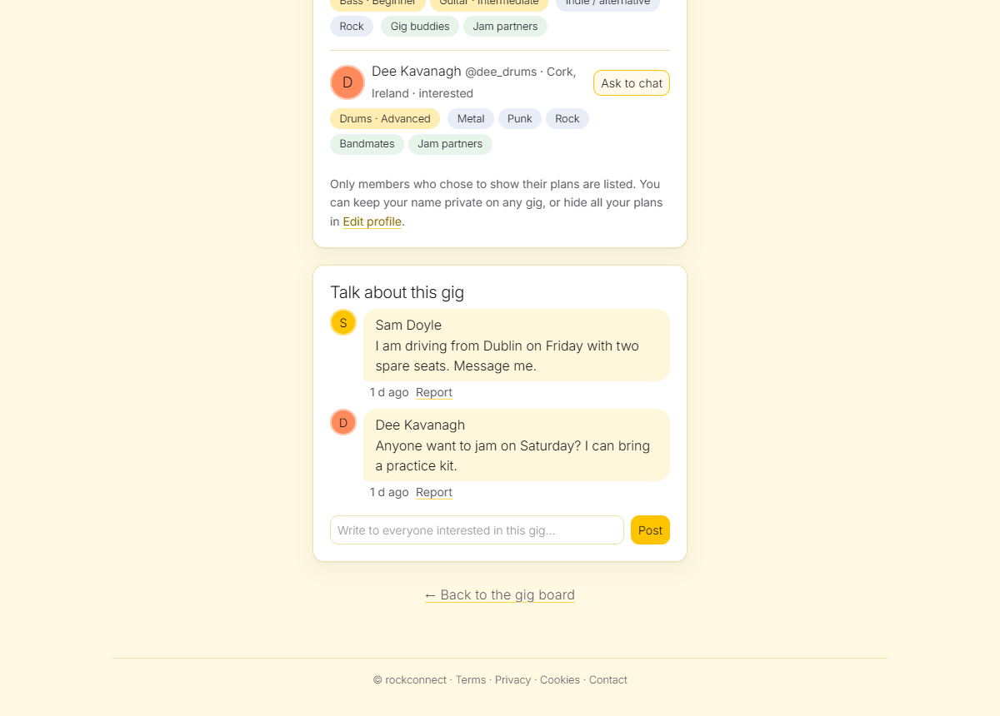 Bass · Beginner Guitar · Intermediate Indie / alternative
Rock Gig buddies Jam partners
D Dee Kavanagh @dee_drums · Cork,
Ireland · interested
Ask to chat
Drums · Advanced Metal Punk Rock
Bandmates Jam partners
Only members who chose to show their plans are listed. You
can keep your name private on any gig, or hide all your plans
in Edit profile.
Talk about this gig
S Sam Doyle
I am driving from Dublin on Friday with two
spare seats. Message me.
1 d ago Report
D Dee Kavanagh
Anyone want to jam on Saturday? I can bring
a practice kit.
1 d ago Report
Write to everyone interested in this gig... Post
← Back to the gig board
© rockconnect · Terms · Privacy · Cookies · Contact